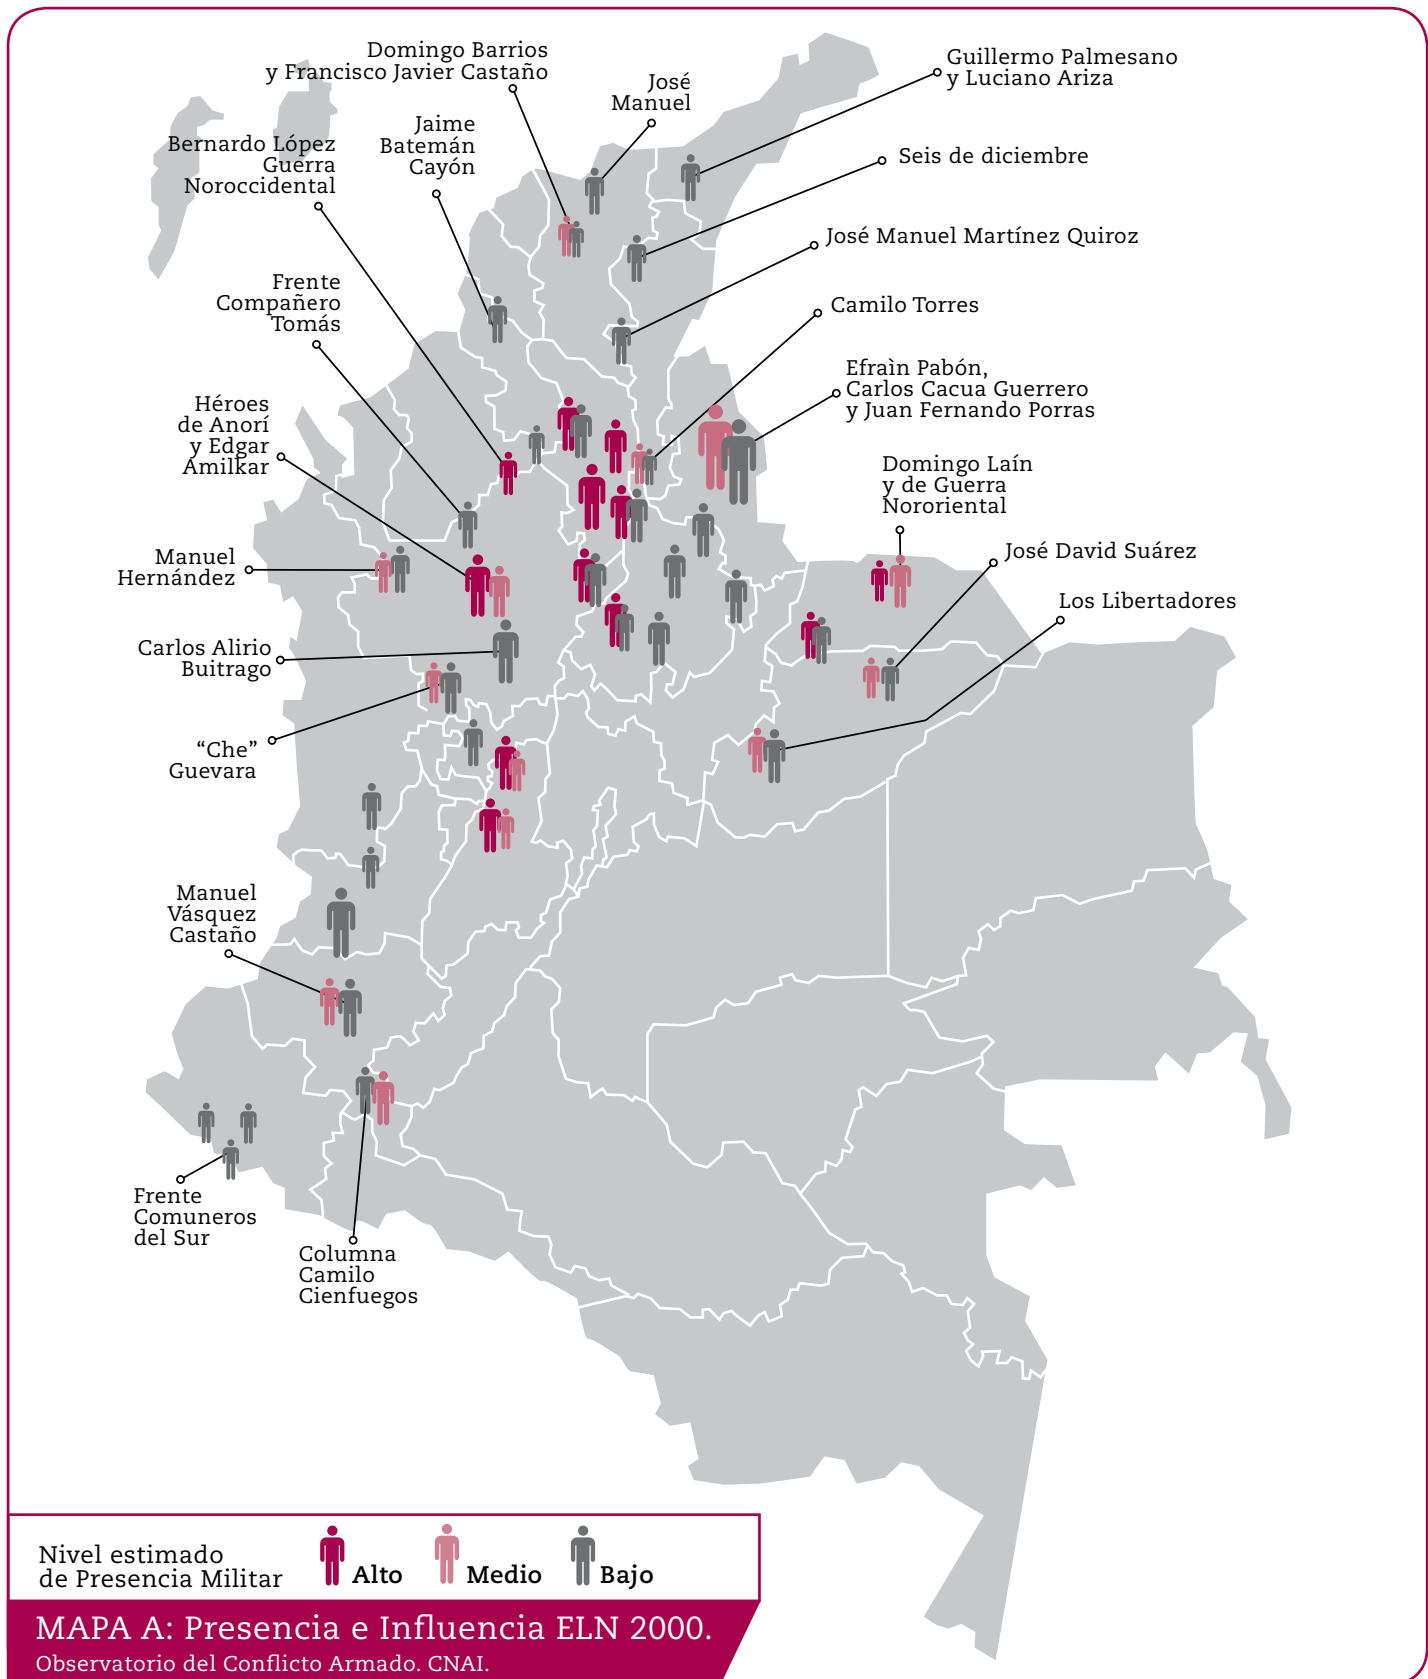 Domingo Barrios
y Francisco Javier Castaño
José
Manuel
Guillermo Palmesano
y Luciano Ariza
Bernardo López
Guerra
Noroccidental
Jaime
Batemán
Cayón
Seis de diciembre
José Manuel Martínez Quiroz
Frente
Compañero
Tomás
Camilo Torres
Efraìn Pabón,
Carlos Cacua Guerrero
y Juan Fernando Porras
Héroes
de Anorí
y Edgar
Amilkar
Domingo Laín
y de Guerra
Nororiental
Manuel
Hernández
José David Suárez
Los Libertadores
Carlos Alirio
Buitrago
“Che”
Guevara
Manuel
Vásquez
Castaño
Frente
Comuneros
del Sur
Columna
Camilo
Cienfuegos
Nivel estimado
de Presencia Militar
Alto
Medio
Bajo
MAPA A: Presencia e Influencia ELN 2000.
Observatorio del Conflicto Armado. CNAI.